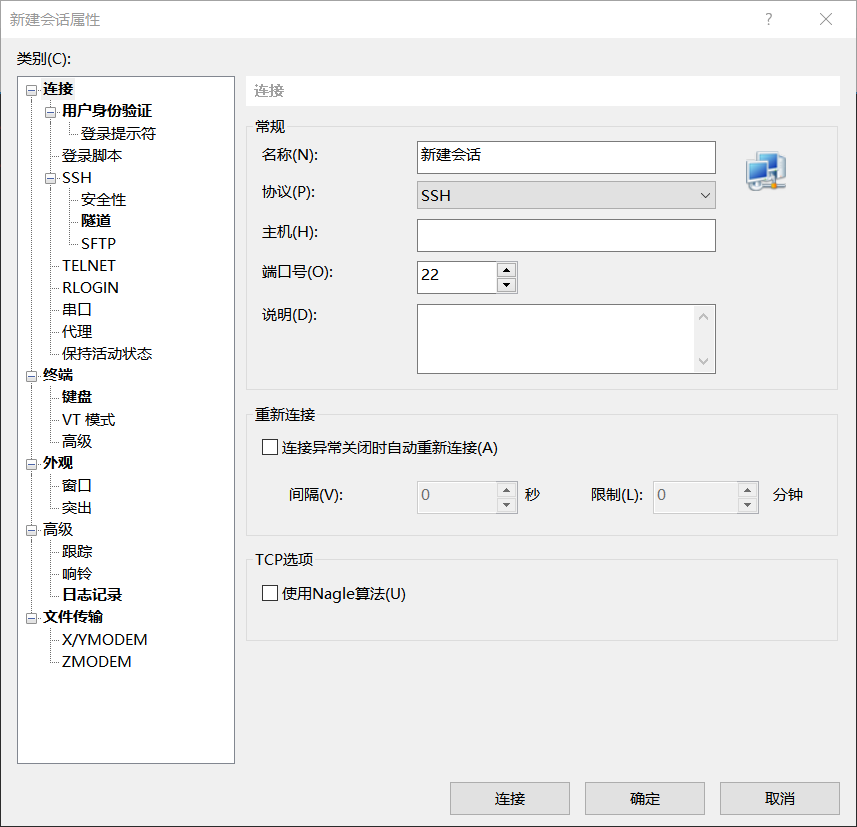 新建会话属性
类别(C):
连接
用户身份验证
登录提示符
登录脚本
SSH
安全性
隧道
SFTP
TELNET
RLOGIN
串口
代理
保持活动状态
终端
键盘
VT 模式
高级
外观
窗口
突出
高级
跟踪
响铃
日志记录
文件传输
X/YMODEM
ZMODEM
连接
常规
名称(N): 新建会话
协议(P): SSH
主机(H):
端口号(O): 22
说明(D):
重新连接
连接异常关闭时自动重新连接(A)
间隔(V): 0 秒 限制(L): 0 分钟
TCP选项
使用Nagle算法(U)
连接 确定 取消